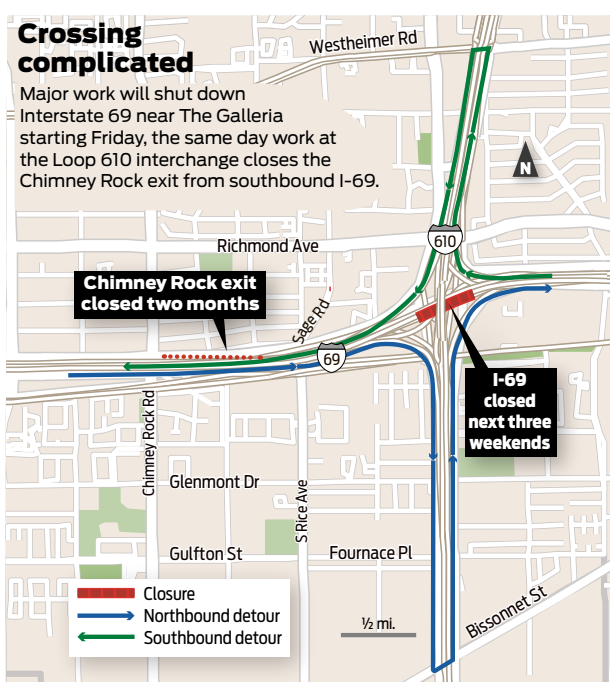 Crossing
complicated
Major work will shut down
Interstate 69 near The Galleria
starting Friday, the same day work at
the Loop 610 interchange closes the
Chimney Rock exit from southbound I-69.
Westheimer Rd
N
610
Richmond Ave
Chimney Rock exit
closed two months
Sage Rd
69
I-69
closed
next three
weekends
Chimney Rock Rd
Glenmont Dr
S Rice Ave
Gulfton St
Fournace Pl
Closure
Northbound detour
Southbound detour
½ mi.
Bissonnet St